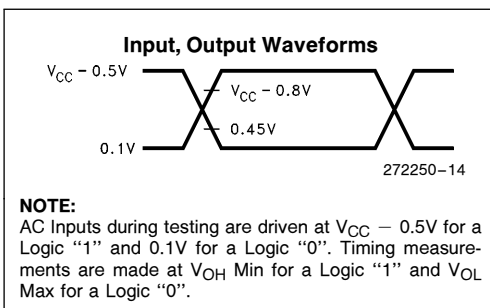 Input, Output Waveforms
VCC − 0.5V
VCC − 0.8V
0.45V
0.1V
272250–14
NOTE:
AC Inputs during testing are driven at VCC − 0.5V for a
Logic “1” and 0.1V for a Logic “0”. Timing measure-
ments are made at VOH Min for a Logic “1” and VOL
Max for a Logic “0”.